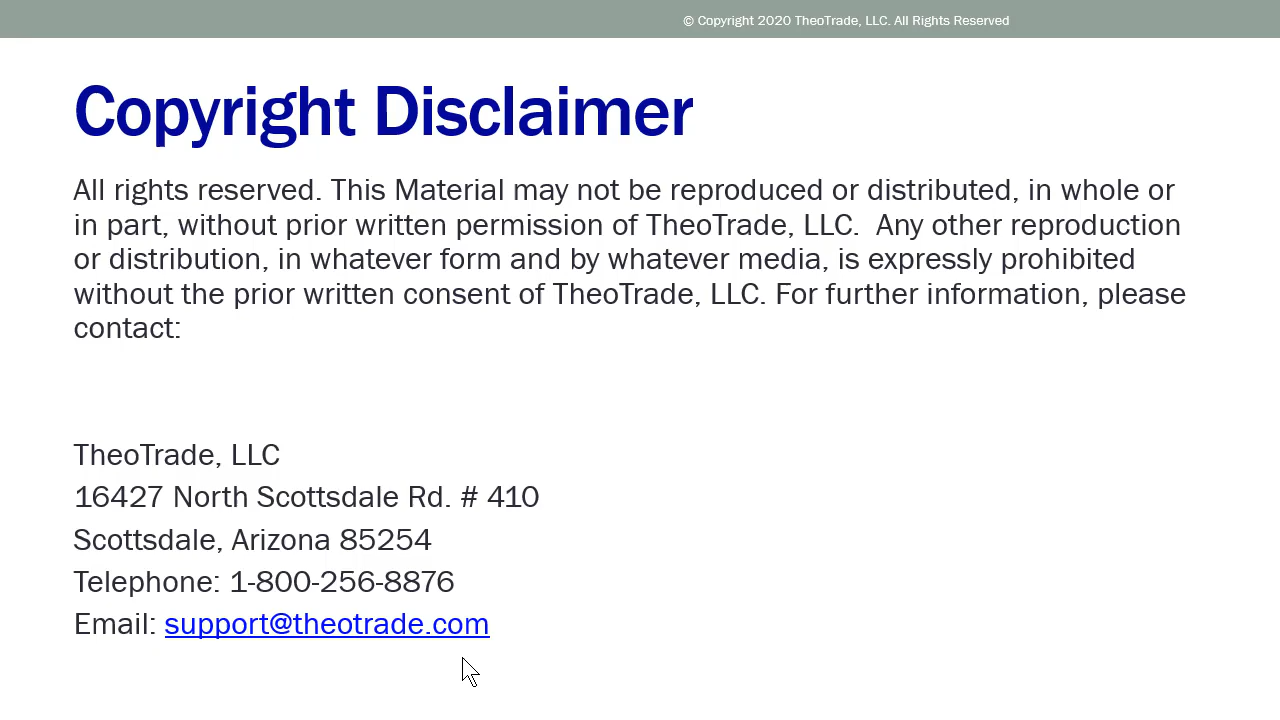 © Copyright 2020 TheoTrade, LLC. All Rights Reserved
Copyright Disclaimer
All rights reserved. This Material may not be reproduced or distributed, in whole or
in part, without prior written permission of TheoTrade, LLC.  Any other reproduction
or distribution, in whatever form and by whatever media, is expressly prohibited
without the prior written consent of TheoTrade, LLC. For further information, please
contact:
TheoTrade, LLC
16427 North Scottsdale Rd. # 410
Scottsdale, Arizona 85254
Telephone: 1-800-256-8876
Email: support@theotrade.com